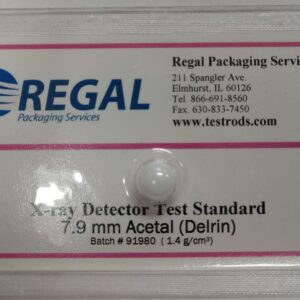 REGAL
Packaging Services
Regal Packaging Servi
211 Spangler Ave.
Elmhurst, IL 60126
Tel. 866-691-8560
Fax. 630-833-7450
www.testrods.com
X-ray Detector Test Standard
7.9 mm Acetal (Delrin)
Batch # 91980 ( 1.4 g/cm³)